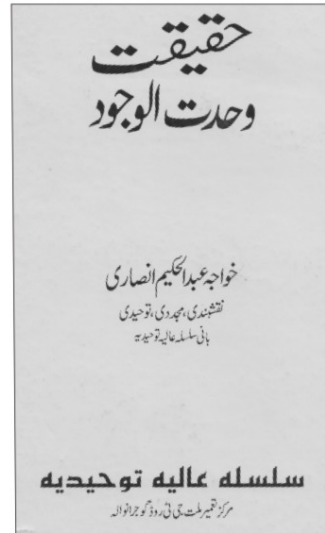 حقیقت
وحدت الوجود
خواجہ عبدالحکیم انصاری
نقشبندی، مجددی، توحیدی
بانی سلسلہ عالیہ توحیدیہ
سلسلہ عالیہ توحیدیہ
مرکز تعمیر ملت جی ٹی روڈ گوجرانوالہ